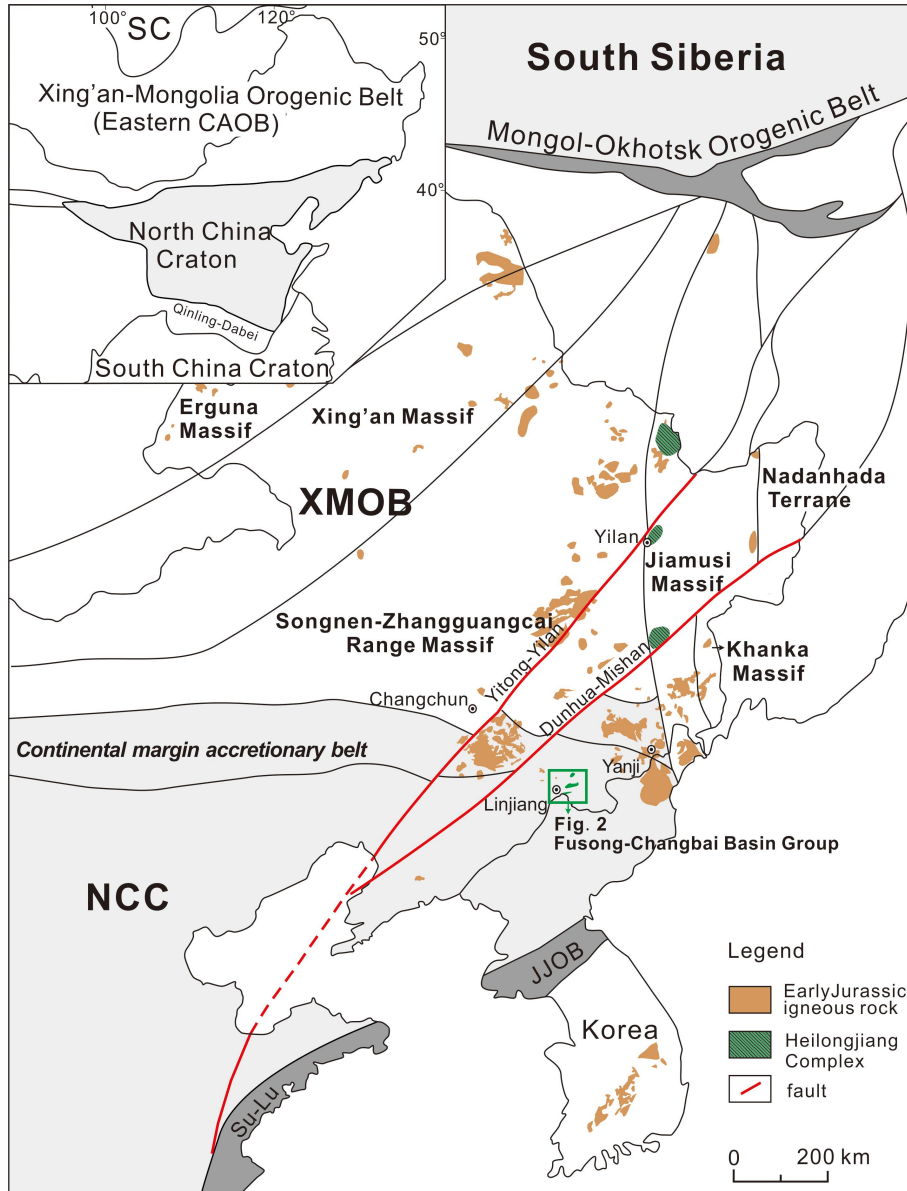 100°
120°
SC
50°
Xing'an-Mongolia Orogenic Belt
(Eastern CAOB)
40°
North China
Craton
Qinling-Dabei
South China Craton
South Siberia
Mongol-Okhotsk Orogenic Belt
Erguna
Massif
Xing'an Massif
XMOB
Nadanhada
Terrane
Yilan
Jiamusi
Massif
Songnen-Zhangguangcai
Range Massif
Yitong-Yilan
Dunhua-Mishan
Khanka
Massif
Changchun
Continental margin accretionary belt
Yanji
Linjiang
Fig. 2
Fusong-Changbai Basin Group
NCC
JJOB
Korea
Su-Lu
Legend
EarlyJurassic
igneous rock
Heilongjiang
Complex
fault
0 200 km